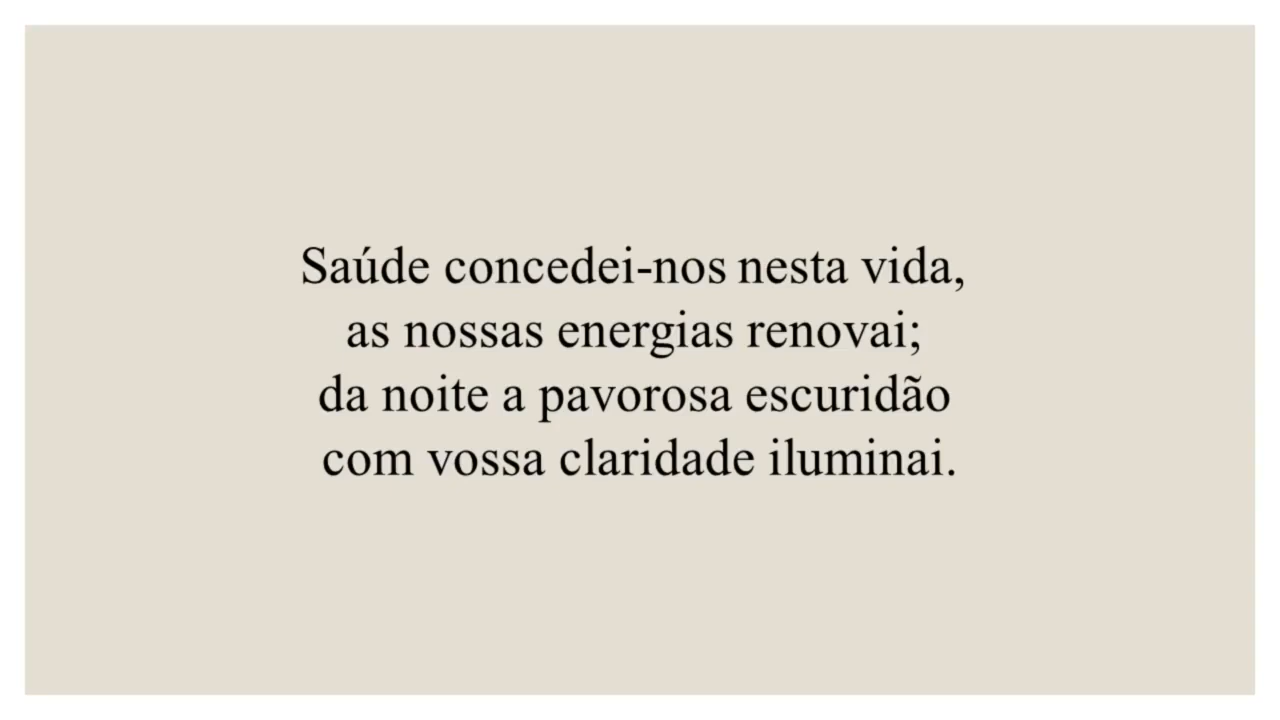 Saúde concedei-nos nesta vida,
as nossas energias renovai;
da noite a pavorosa escuridão
com vossa claridade iluminai.